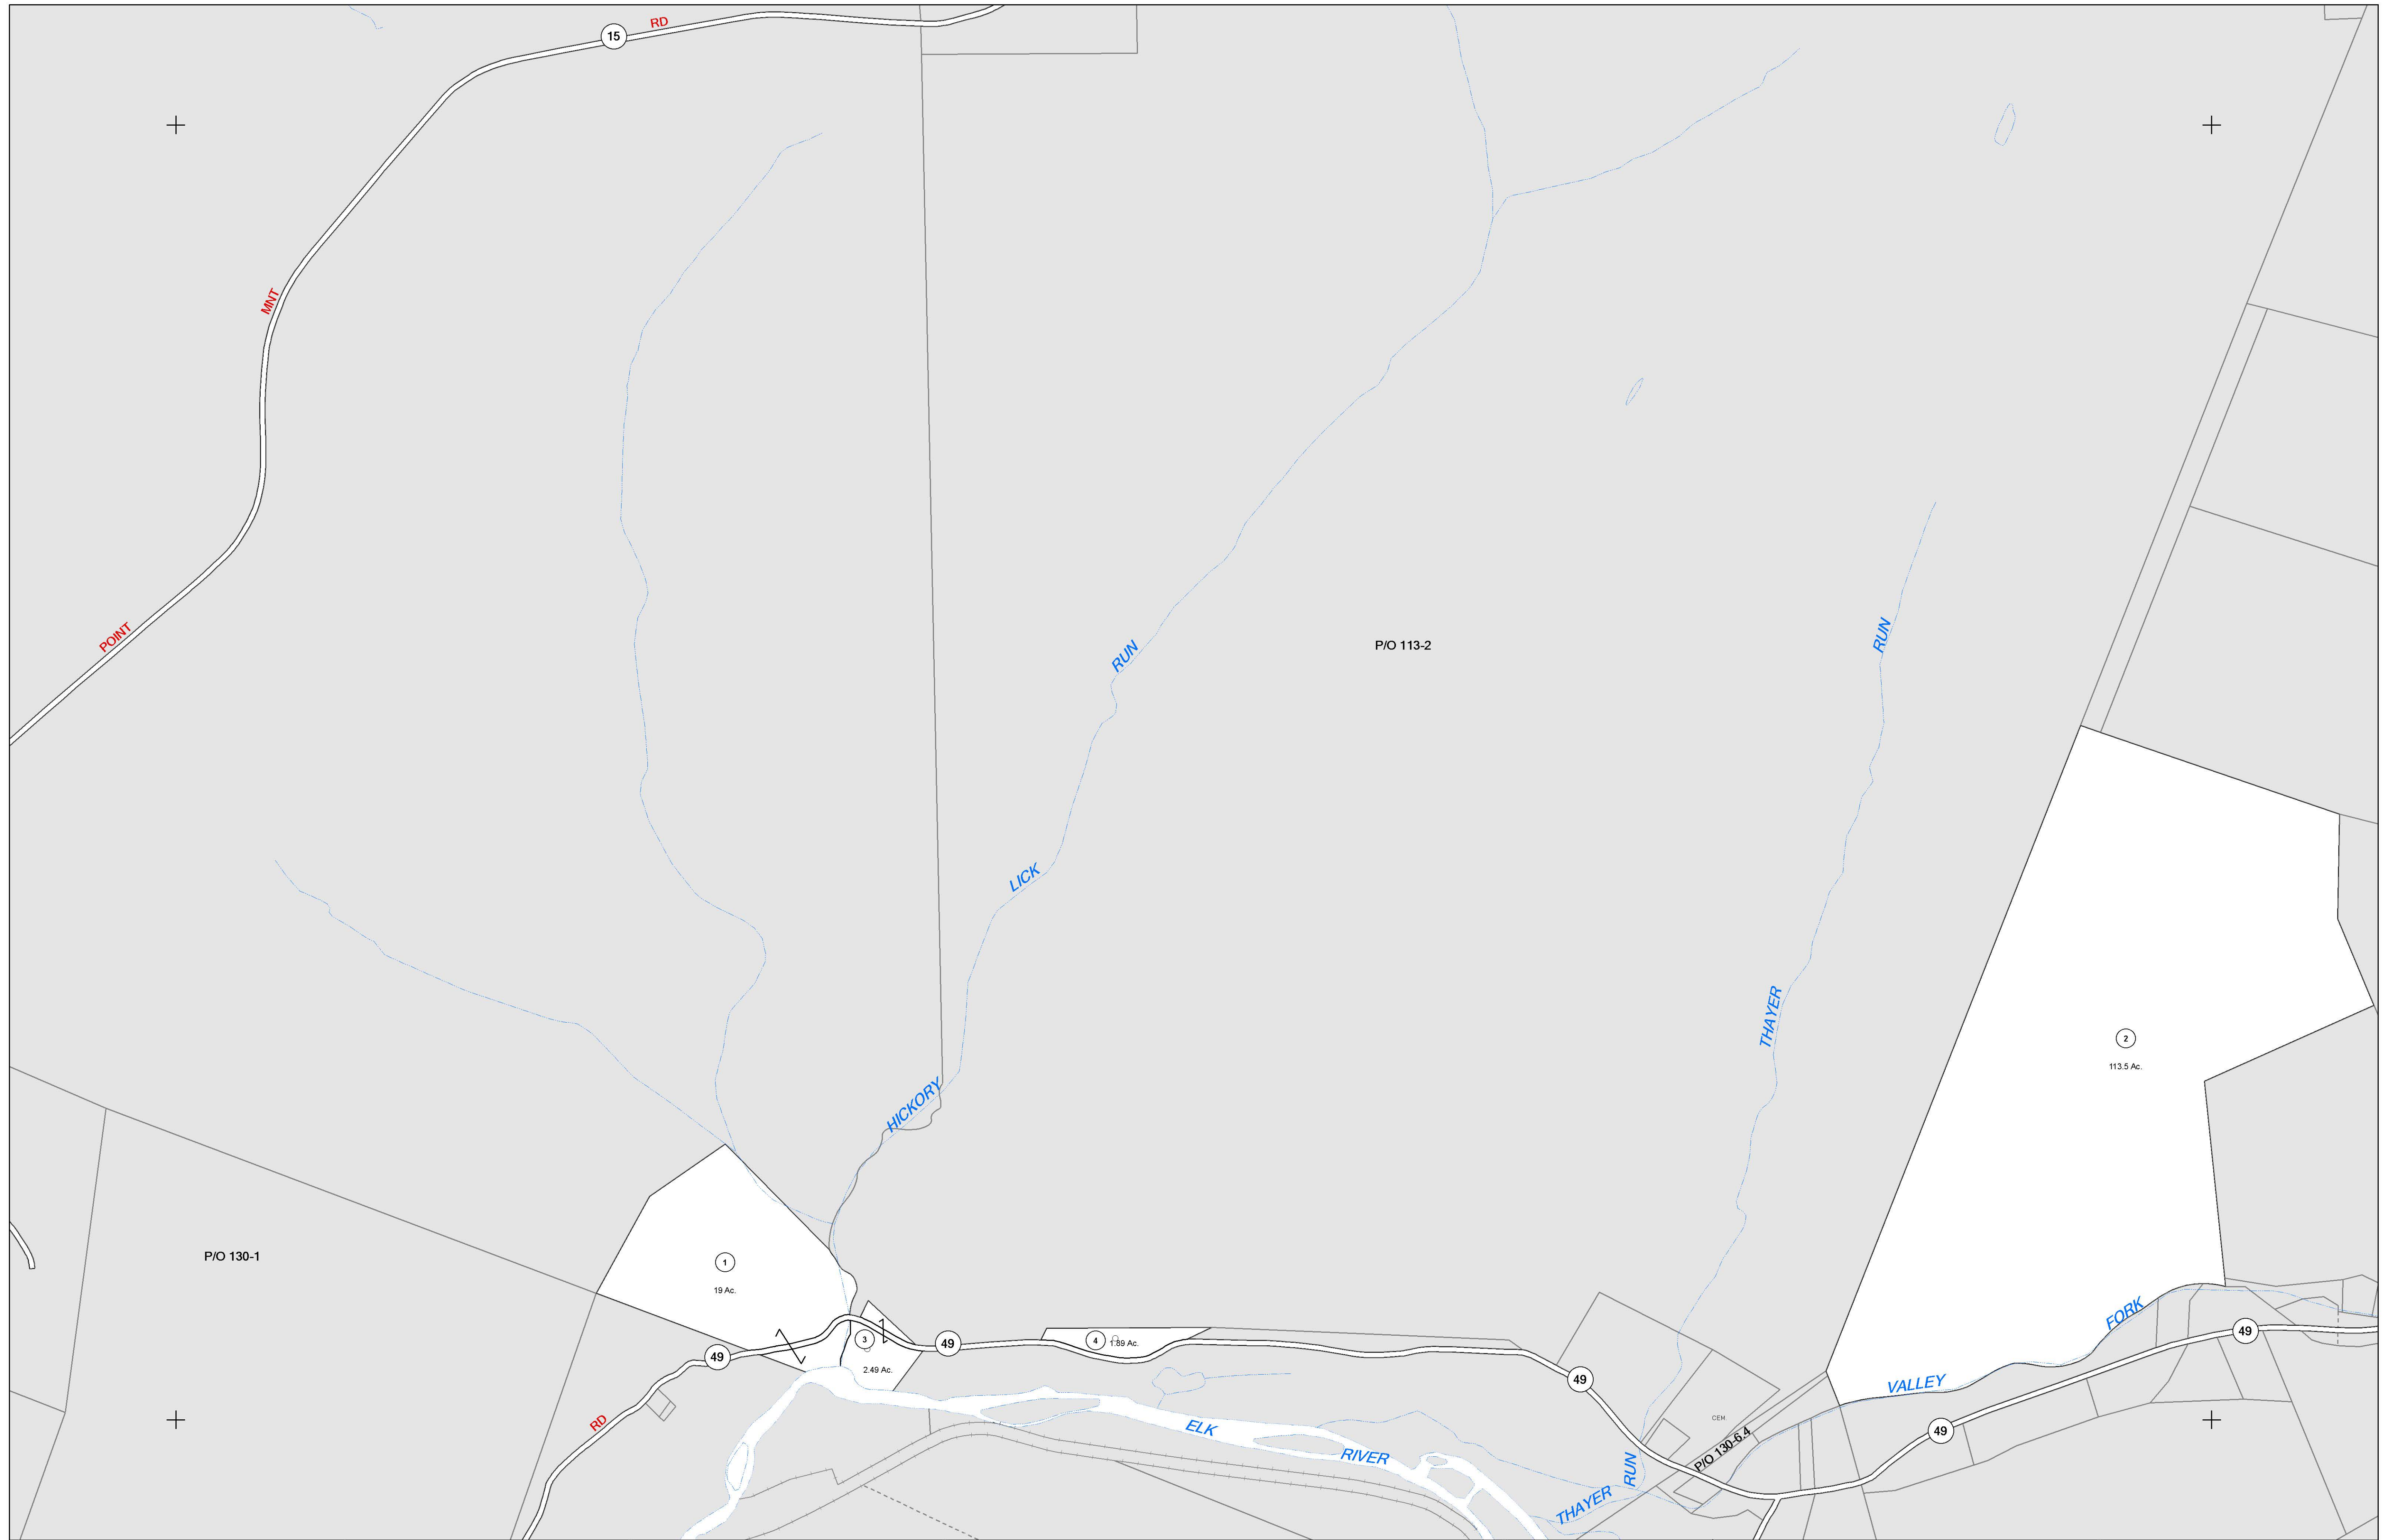 RD
15
MNT
POINT
RUN
P/O 113-2
RUN
LICK
THAYER
2
113.5 Ac.
HICKORY
P/O 130-1
1
19 Ac.
FORK
49
3
49
4
1.89 Ac.
49
49
2.49 Ac.
49
VALLEY
RD
CEM
ELK
RIVER
49
P/O 130-6.4
RUN
THAYER